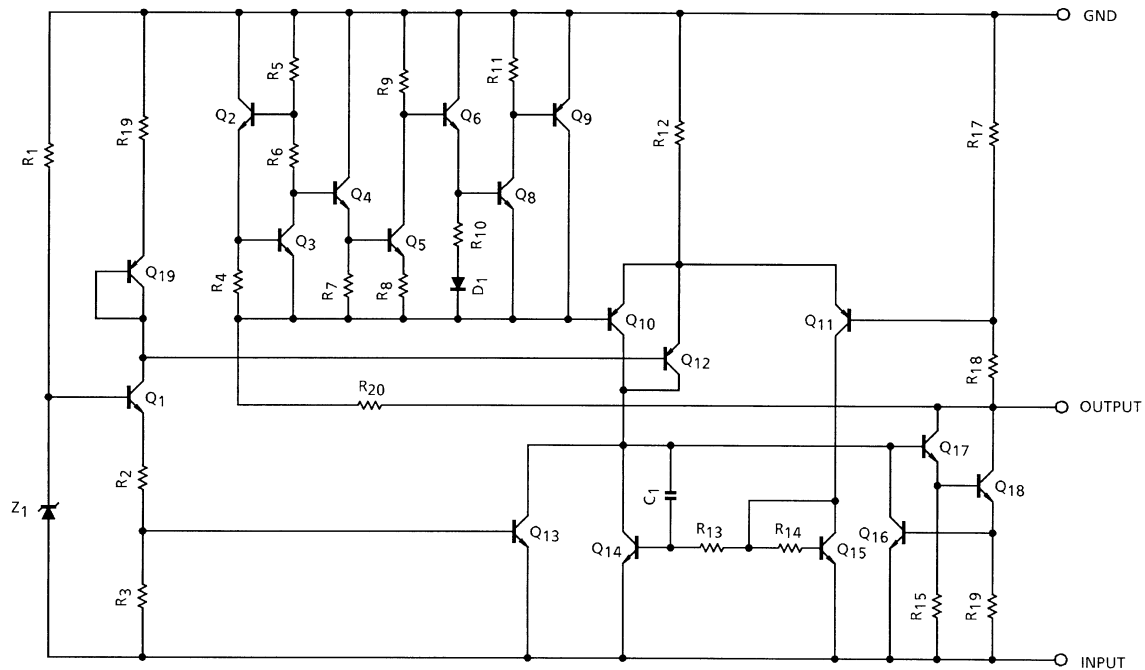 GND
R5
R9
R11
Q2
Q6
Q9
R19
R12
R17
R1
R6
Q4
Q8
Q3
Q5
R10
Q19
R4
R7
R8
D1
Q10
Q11
Q12
R18
R20
Q1
OUTPUT
Q17
R2
C1
Q18
Z1
Q13
Q14
R13
R14
Q15
Q16
R3
R15
R19
INPUT